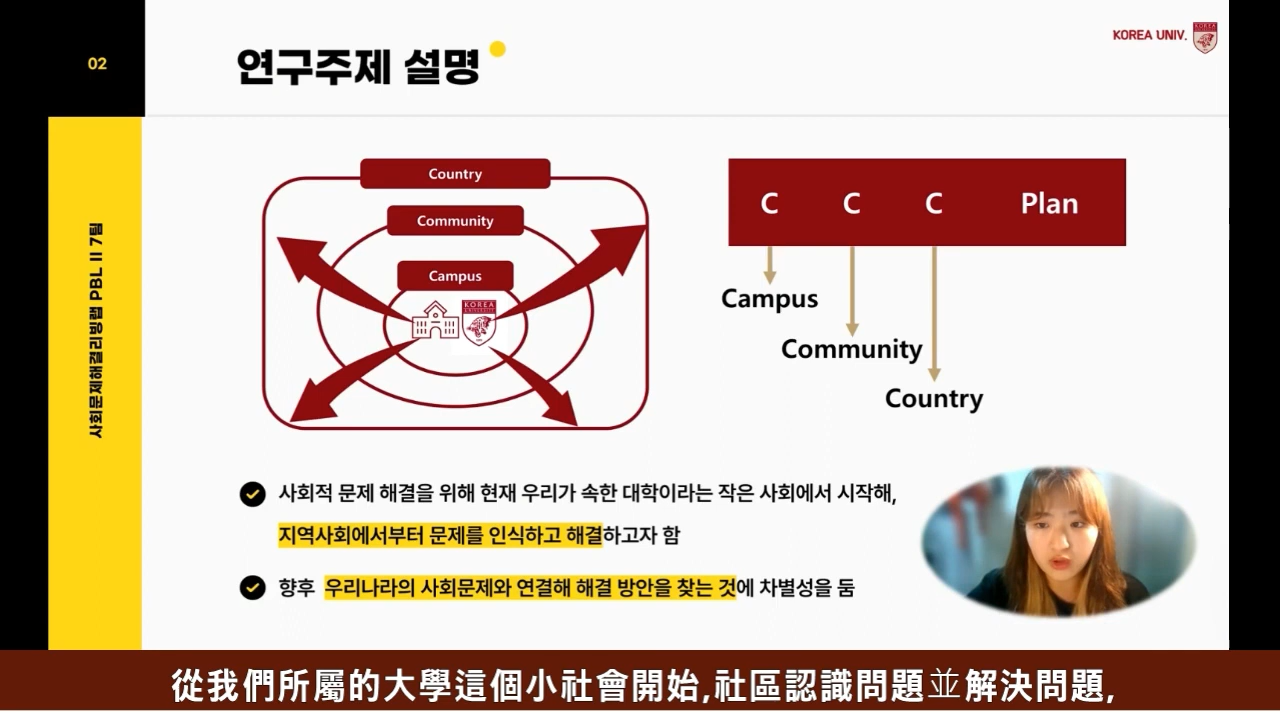 02
연구주제 설명
KOREA UNIV.
사회문제해결리빙랩 PBL II 7팀
Country
Community
Campus
KOREA
UNIVERSITY
C C C Plan
Campus
Community
Country
사회적 문제 해결을 위해 현재 우리가 속한 대학이라는 작은 사회에서 시작해,
지역사회에서부터 문제를 인식하고 해결하고자 함
향후 우리나라의 사회문제와 연결해 해결 방안을 찾는 것에 차별성을 둠
從我們所屬的大學這個小社會開始,社區認識問題並解決問題,